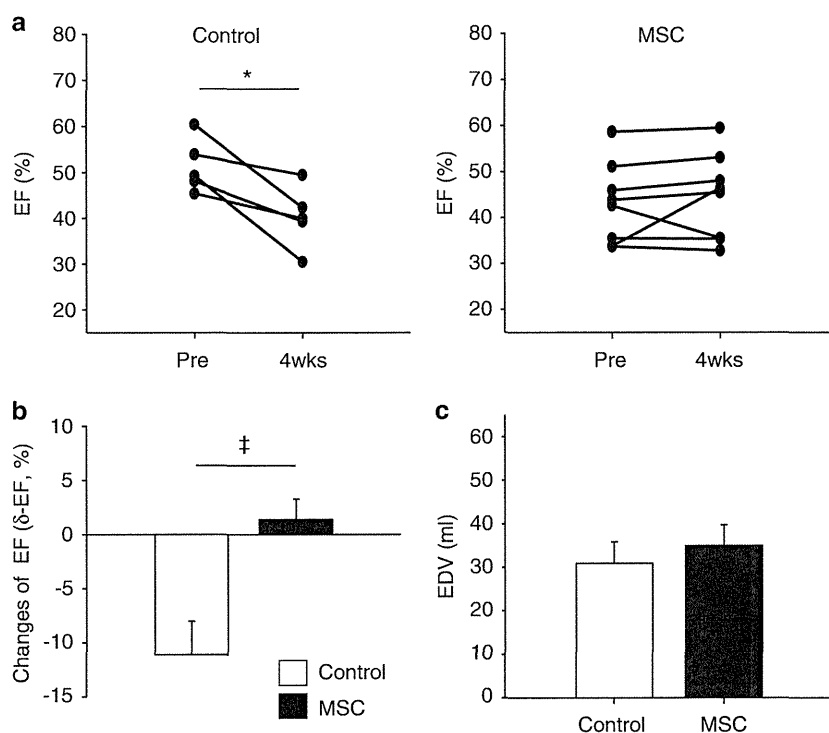 a
Control
MSC
80
70
60
50
40
30
20
EF (%)
*
Pre
4wks
80
70
60
50
40
30
20
EF (%)
Pre
4wks
b
10
5
0
-5
-10
-15
Changes of EF (δ-EF, %)
‡
Control
MSC
c
60
50
40
30
20
10
0
EDV (ml)
Control
MSC